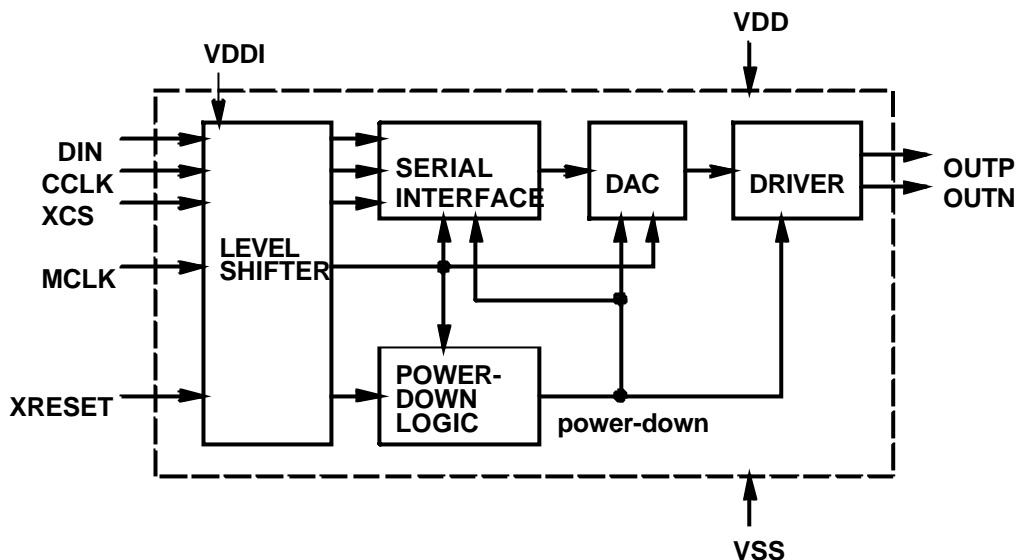 VDD
VDDI
DIN
CCLK
XCS
MCLK
XRESET
LEVEL
SHIFTER
SERIAL
INTERFACE
DAC
DRIVER
OUTP
OUTN
POWER-
DOWN
LOGIC
power-down
VSS